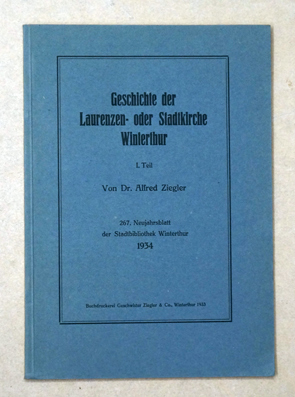 Geschichte der
Laurenzen- oder Stadtkirche
Winterthur
I. Teil
Von Dr. Alfred Ziegler
267. Neujahrsblatt
der Stadtbibliothek Winterthur
1934
Buchdruckerei Geschwister Ziegler & Co., Winterthur 1933